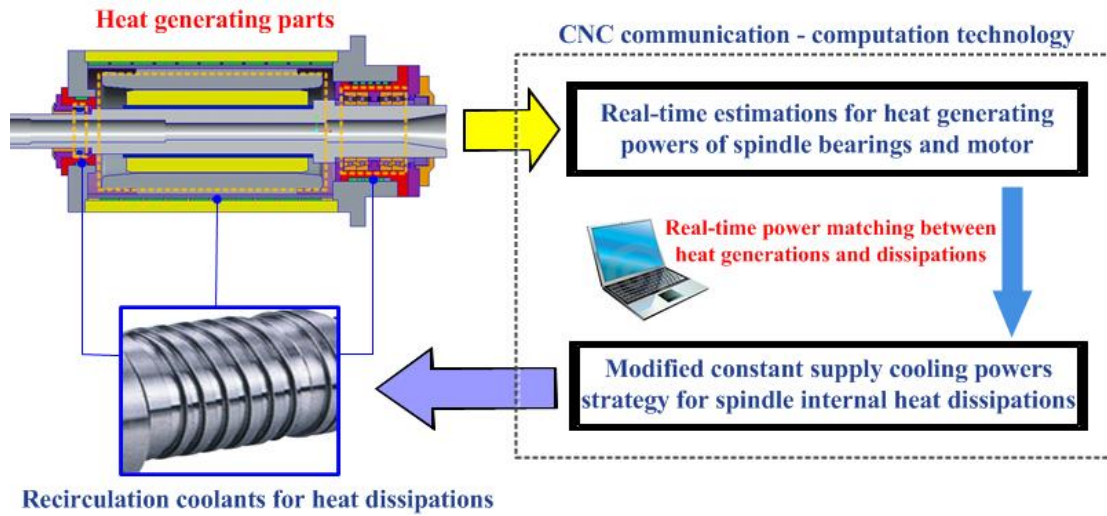 Heat generating parts
CNC communication - computation technology
Real-time estimations for heat generating
powers of spindle bearings and motor
Real-time power matching between
heat generations and dissipations
Modified constant supply cooling powers
strategy for spindle internal heat dissipations
Recirculation coolants for heat dissipations